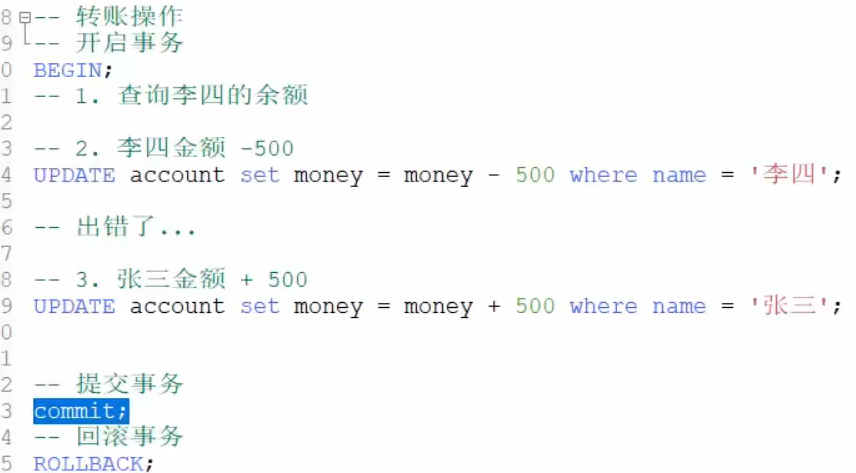 8 -- 转账操作
9 -- 开启事务
0 BEGIN;
1 -- 1. 查询李四的余额
2
3 -- 2. 李四金额 -500
4 UPDATE account set money = money - 500 where name = '李四';
5
6 -- 出错了...
7
8 -- 3. 张三金额 + 500
9 UPDATE account set money = money + 500 where name = '张三';
0
1
2 -- 提交事务
3 commit;
4 -- 回滚事务
5 ROLLBACK;